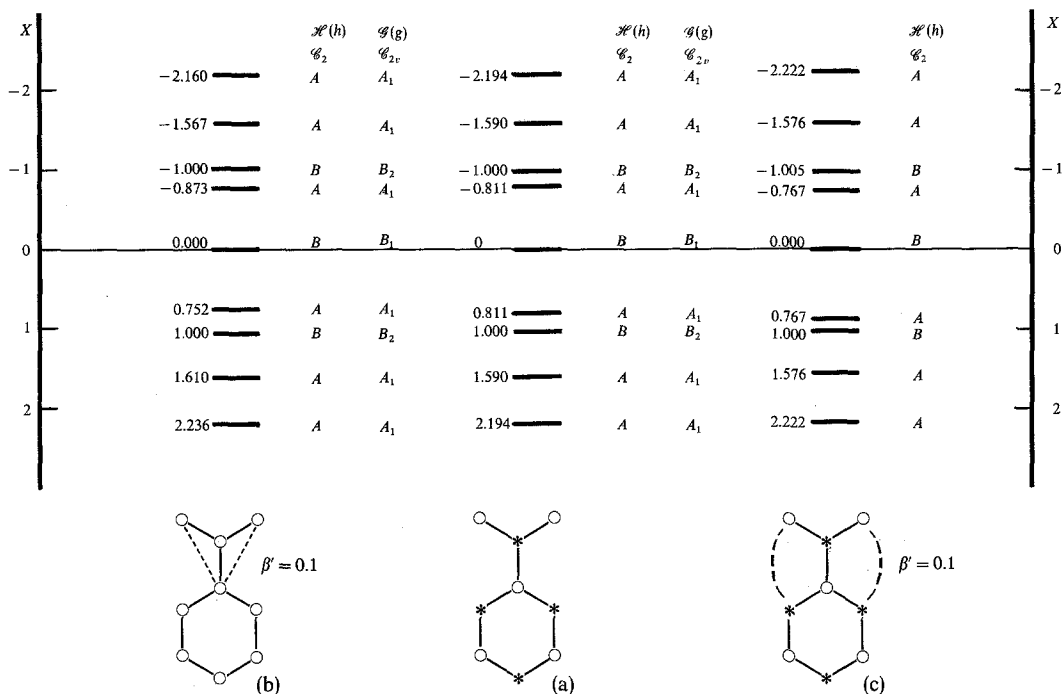 X
ℋ(h) 𝒢(g) ℋ(h) 𝒢(g) ℋ(h) X
𝒞₂ 𝒞₂ᵥ 𝒞₂ 𝒞₂ᵥ 𝒞₂
−2.160 A A₁ −2.194 A A₁ −2.222 A
−2 −2
−1.567 A A₁ −1.590 A A₁ −1.576 A
−1 −1.000 B B₂ −1.000 B B₂ −1.005 B −1
−0.873 A A₁ −0.811 A A₁ −0.767 A
0 0.000 B B₁ 0 B B₁ 0.000 B 0
0.752 A A₁ 0.811 A A₁ 0.767 A
1 1.000 B B₂ 1.000 B B₂ 1.000 B 1
1.610 A A₁ 1.590 A A₁ 1.576 A
2 2
2.236 A A₁ 2.194 A A₁ 2.222 A
β′ = 0.1 β′ = 0.1
(b) (a) (c)